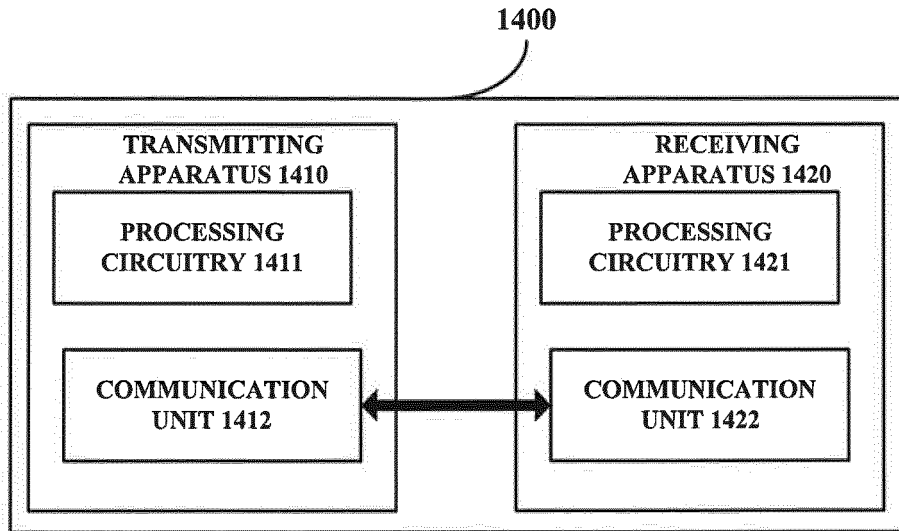 1400
TRANSMITTING
APPARATUS 1410
PROCESSING
CIRCUITRY 1411
COMMUNICATION
UNIT 1412
RECEIVING
APPARATUS 1420
PROCESSING
CIRCUITRY 1421
COMMUNICATION
UNIT 1422